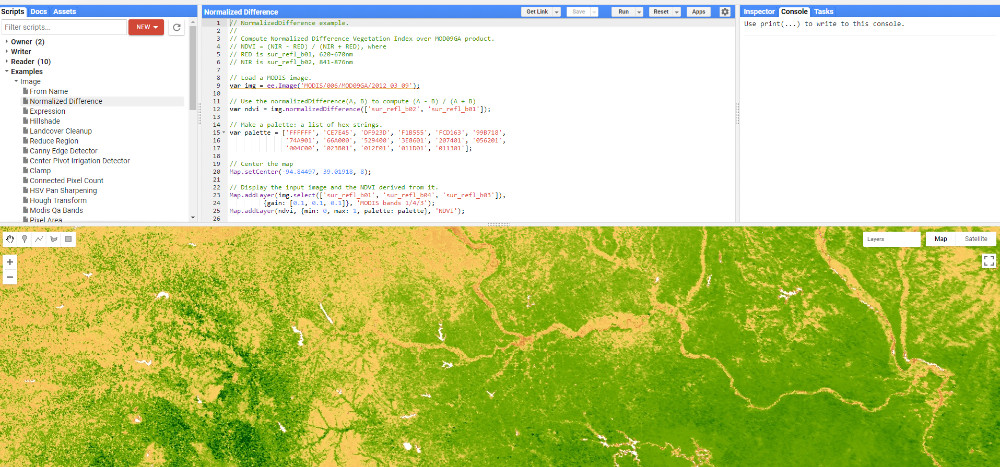 Scripts Docs Assets
Filter scripts...
NEW
Owner (2)
Writer
Reader (10)
Examples
Image
From Name
Normalized Difference
Expression
Hillshade
Landcover Cleanup
Reduce Region
Canny Edge Detector
Center Pivot Irrigation Detector
Clamp
Connected Pixel Count
HSV Pan Sharpening
Hough Transform
Modis Qa Bands
Pixel Area
Normalized Difference
Get Link Save Run Reset Apps
1 // NormalizedDifference example.
2 //
3 // Compute Normalized Difference Vegetation Index over MOD09GA product.
4 // NDVI = (NIR - RED) / (NIR + RED), where
5 // RED is sur_refl_b01, 620-670nm
6 // NIR is sur_refl_b02, 841-876nm
7
8 // Load a MODIS image.
9 var img = ee.Image('MODIS/006/MOD09GA/2012_03_09');
10
11 // Use the normalizedDifference(A, B) to compute (A - B) / (A + B)
12 var ndvi = img.normalizedDifference(['sur_refl_b02', 'sur_refl_b01']);
13
14 // Make a palette: a list of hex strings.
15 var palette = ['FFFFFF', 'CE7E45', 'DF923D', 'F1B555', 'FCD163', '99B718',
16 '74A901', '66A000', '529400', '3E8601', '207401', '056201',
17 '004C00', '023B01', '012E01', '011D01', '011301'];
18
19 // Center the map
20 Map.setCenter(-94.84497, 39.01918, 8);
21
22 // Display the input image and the NDVI derived from it.
23 Map.addLayer(img.select(['sur_refl_b01', 'sur_refl_b04', 'sur_refl_b03']),
24 {gain: [0.1, 0.1, 0.1]}, 'MODIS bands 1/4/3');
25 Map.addLayer(ndvi, {min: 0, max: 1, palette: palette}, 'NDVI');
26
Inspector Console Tasks
Use print(...) to write to this console.
Layers
Map Satellite